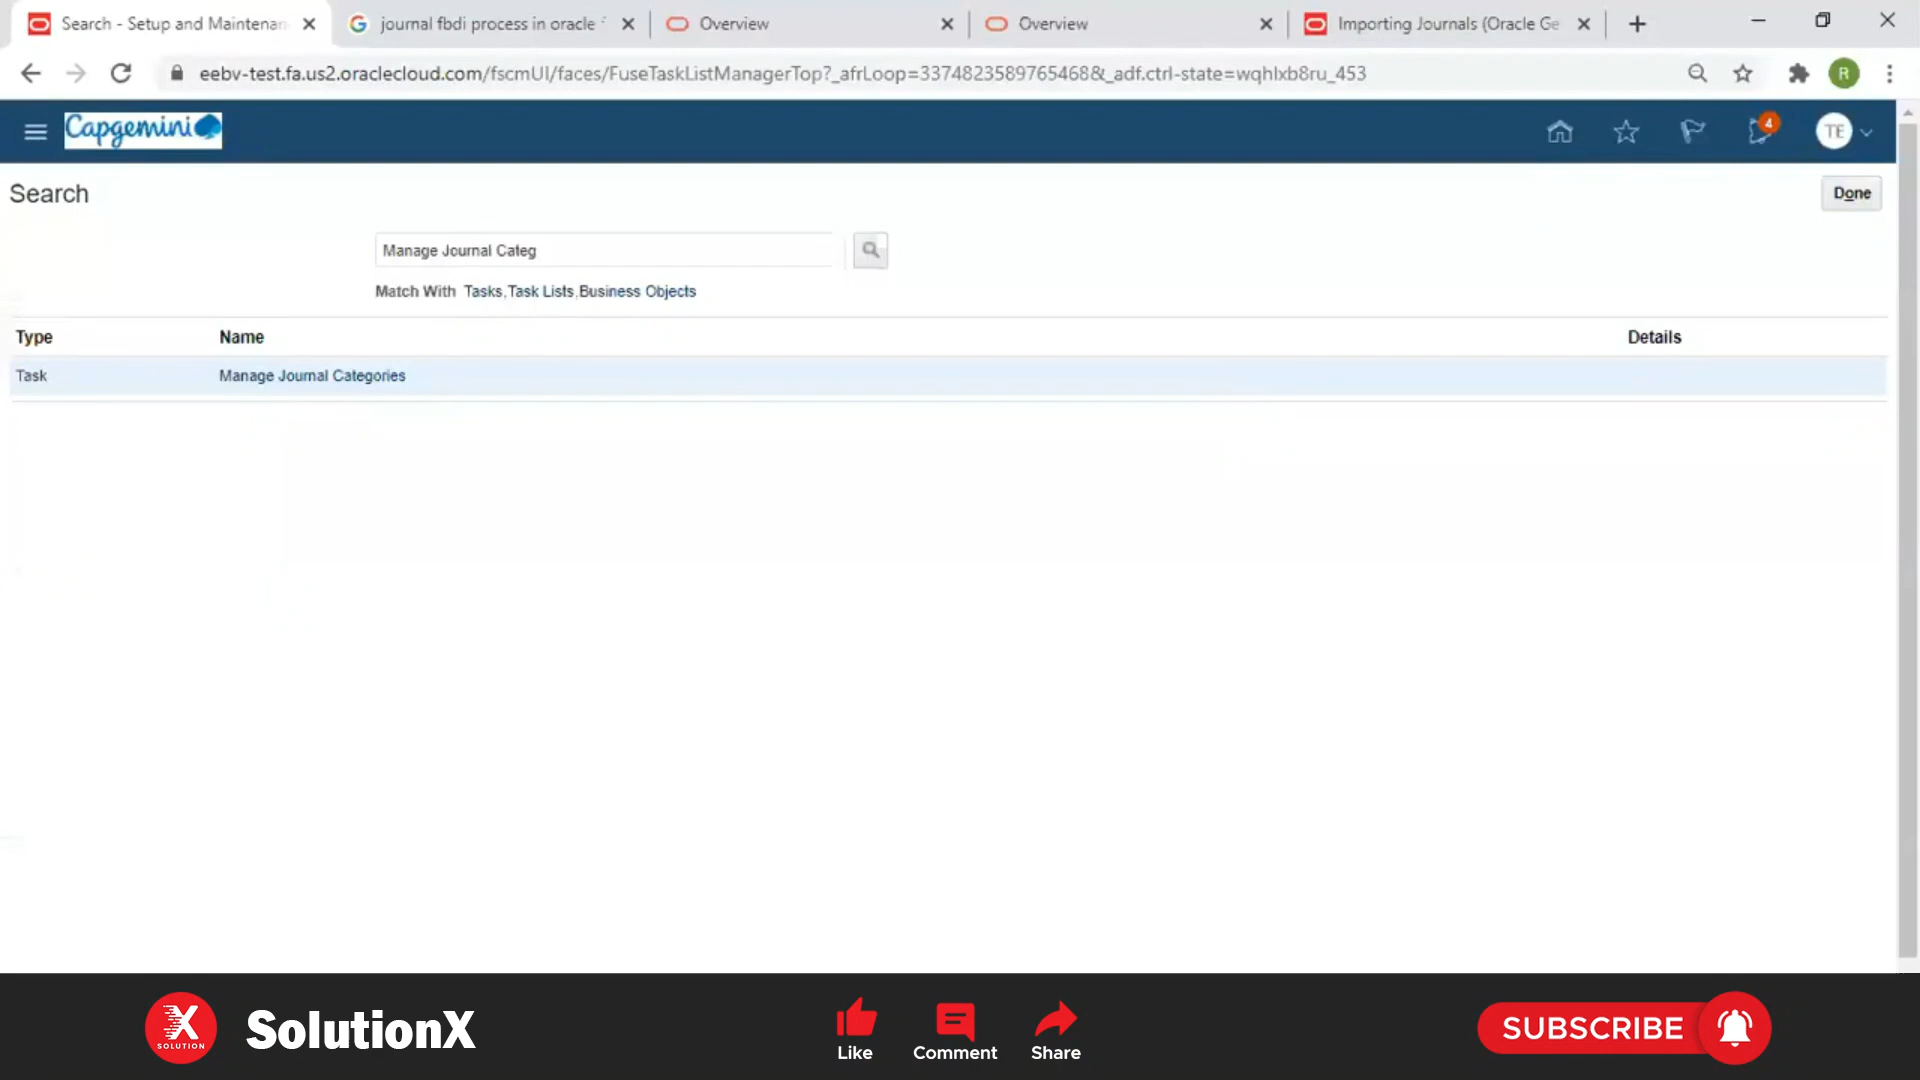 Search - Setup and Maintenan
journal fbdi process in oracle f
Overview
Overview
Importing Journals (Oracle Ge
eebv-test.fa.us2.oraclecloud.com/fscmUI/faces/FuseTaskListManagerTop?_afrLoop=3374823589765468&_adf.ctrl-state=wqhlxb8ru_453
R
Capgemini
4
TE
Search
Done
Manage Journal Categ
Match With Tasks,Task Lists,Business Objects
Type Name Details
Task Manage Journal Categories
X
SOLUTION
SolutionX
Like
Comment
Share
SUBSCRIBE